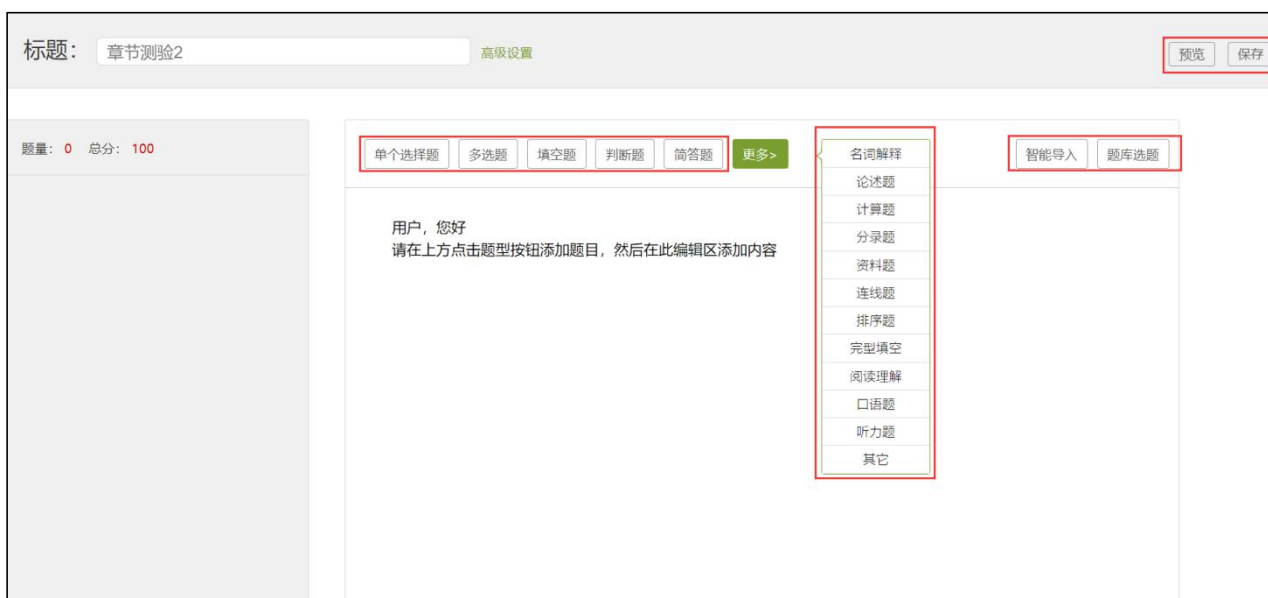 标题： 章节测验2 高级设置 预览 保存
题量：0 总分：100
单个选择题 多选题 填空题 判断题 简答题 更多> 名词解释 智能导入 题库选题
论述题
计算题
用户，您好
分录题
请在上方点击题型按钮添加题目，然后在此编辑区添加内容
资料题
连线题
排序题
完型填空
阅读理解
口语题
听力题
其它